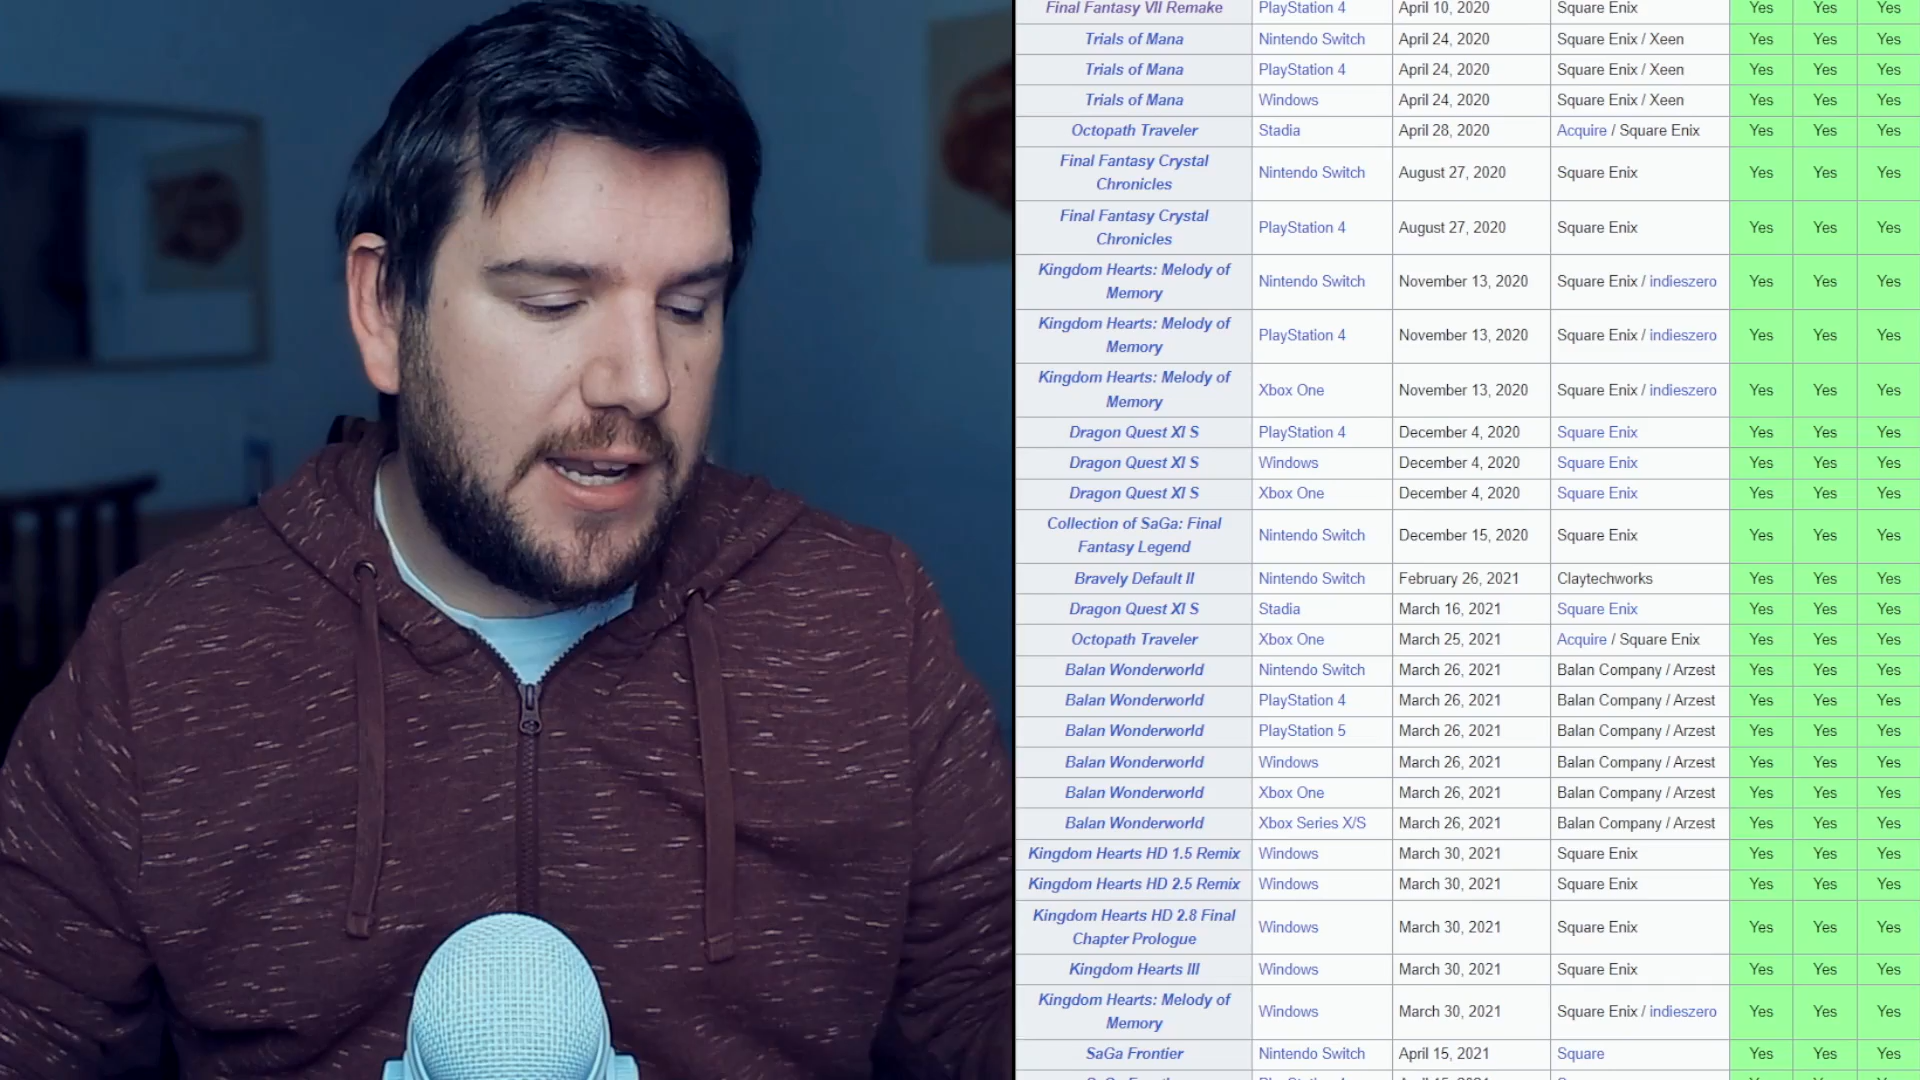 Final Fantasy VII Remake PlayStation 4 April 10, 2020 Square Enix Yes Yes Yes
Trials of Mana Nintendo Switch April 24, 2020 Square Enix / Xeen Yes Yes Yes
Trials of Mana PlayStation 4 April 24, 2020 Square Enix / Xeen Yes Yes Yes
Trials of Mana Windows April 24, 2020 Square Enix / Xeen Yes Yes Yes
Octopath Traveler Stadia April 28, 2020 Acquire / Square Enix Yes Yes Yes
Final Fantasy Crystal
Chronicles Nintendo Switch August 27, 2020 Square Enix Yes Yes Yes
Final Fantasy Crystal
Chronicles PlayStation 4 August 27, 2020 Square Enix Yes Yes Yes
Kingdom Hearts: Melody of
Memory Nintendo Switch November 13, 2020 Square Enix / indieszero Yes Yes Yes
Kingdom Hearts: Melody of
Memory PlayStation 4 November 13, 2020 Square Enix / indieszero Yes Yes Yes
Kingdom Hearts: Melody of
Memory Xbox One November 13, 2020 Square Enix / indieszero Yes Yes Yes
Dragon Quest XI S PlayStation 4 December 4, 2020 Square Enix Yes Yes Yes
Dragon Quest XI S Windows December 4, 2020 Square Enix Yes Yes Yes
Dragon Quest XI S Xbox One December 4, 2020 Square Enix Yes Yes Yes
Collection of SaGa: Final
Fantasy Legend Nintendo Switch December 15, 2020 Square Enix Yes Yes Yes
Bravely Default II Nintendo Switch February 26, 2021 Claytechworks Yes Yes Yes
Dragon Quest XI S Stadia March 16, 2021 Square Enix Yes Yes Yes
Octopath Traveler Xbox One March 25, 2021 Acquire / Square Enix Yes Yes Yes
Balan Wonderworld Nintendo Switch March 26, 2021 Balan Company / Arzest Yes Yes Yes
Balan Wonderworld PlayStation 4 March 26, 2021 Balan Company / Arzest Yes Yes Yes
Balan Wonderworld PlayStation 5 March 26, 2021 Balan Company / Arzest Yes Yes Yes
Balan Wonderworld Windows March 26, 2021 Balan Company / Arzest Yes Yes Yes
Balan Wonderworld Xbox One March 26, 2021 Balan Company / Arzest Yes Yes Yes
Balan Wonderworld Xbox Series X/S March 26, 2021 Balan Company / Arzest Yes Yes Yes
Kingdom Hearts HD 1.5 Remix Windows March 30, 2021 Square Enix Yes Yes Yes
Kingdom Hearts HD 2.5 Remix Windows March 30, 2021 Square Enix Yes Yes Yes
Kingdom Hearts HD 2.8 Final
Chapter Prologue Windows March 30, 2021 Square Enix Yes Yes Yes
Kingdom Hearts III Windows March 30, 2021 Square Enix Yes Yes Yes
Kingdom Hearts: Melody of
Memory Windows March 30, 2021 Square Enix / indieszero Yes Yes Yes
SaGa Frontier Nintendo Switch April 15, 2021 Square Yes Yes Yes